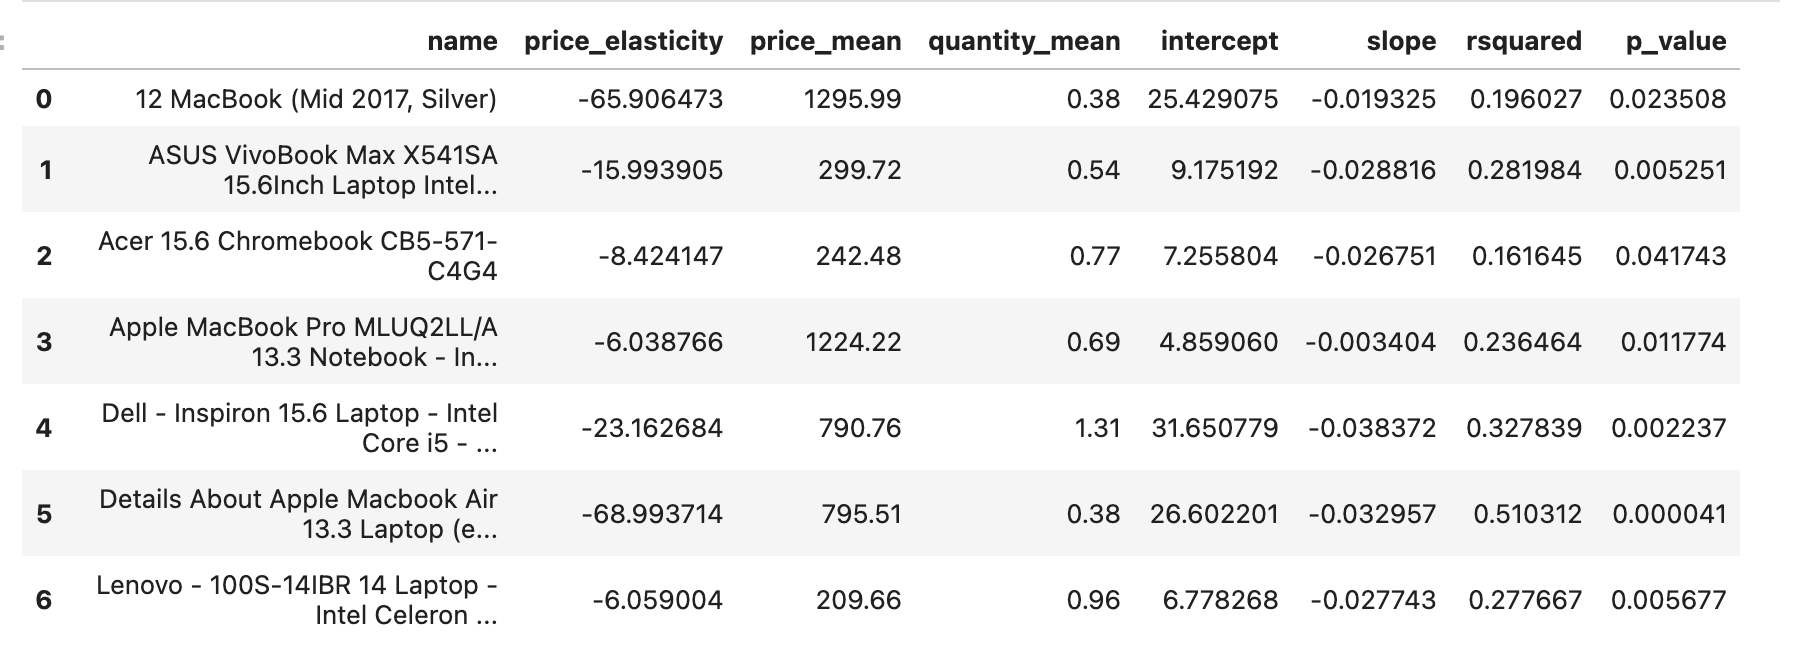 name price_elasticity price_mean quantity_mean intercept slope rsquared p_value
0 12 MacBook (Mid 2017, Silver) -65.906473 1295.99 0.38 25.429075 -0.019325 0.196027 0.023508
ASUS VivoBook Max X541SA
1 15.6Inch Laptop Intel... -15.993905 299.72 0.54 9.175192 -0.028816 0.281984 0.005251
Acer 15.6 Chromebook CB5-571-
2 C4G4 -8.424147 242.48 0.77 7.255804 -0.026751 0.161645 0.041743
Apple MacBook Pro MLUQ2LL/A
3 13.3 Notebook - In... -6.038766 1224.22 0.69 4.859060 -0.003404 0.236464 0.011774
Dell - Inspiron 15.6 Laptop - Intel
4 Core i5 - ... -23.162684 790.76 1.31 31.650779 -0.038372 0.327839 0.002237
Details About Apple Macbook Air
5 13.3 Laptop (e... -68.993714 795.51 0.38 26.602201 -0.032957 0.510312 0.000041
Lenovo - 100S-14IBR 14 Laptop -
6 Intel Celeron ... -6.059004 209.66 0.96 6.778268 -0.027743 0.277667 0.005677